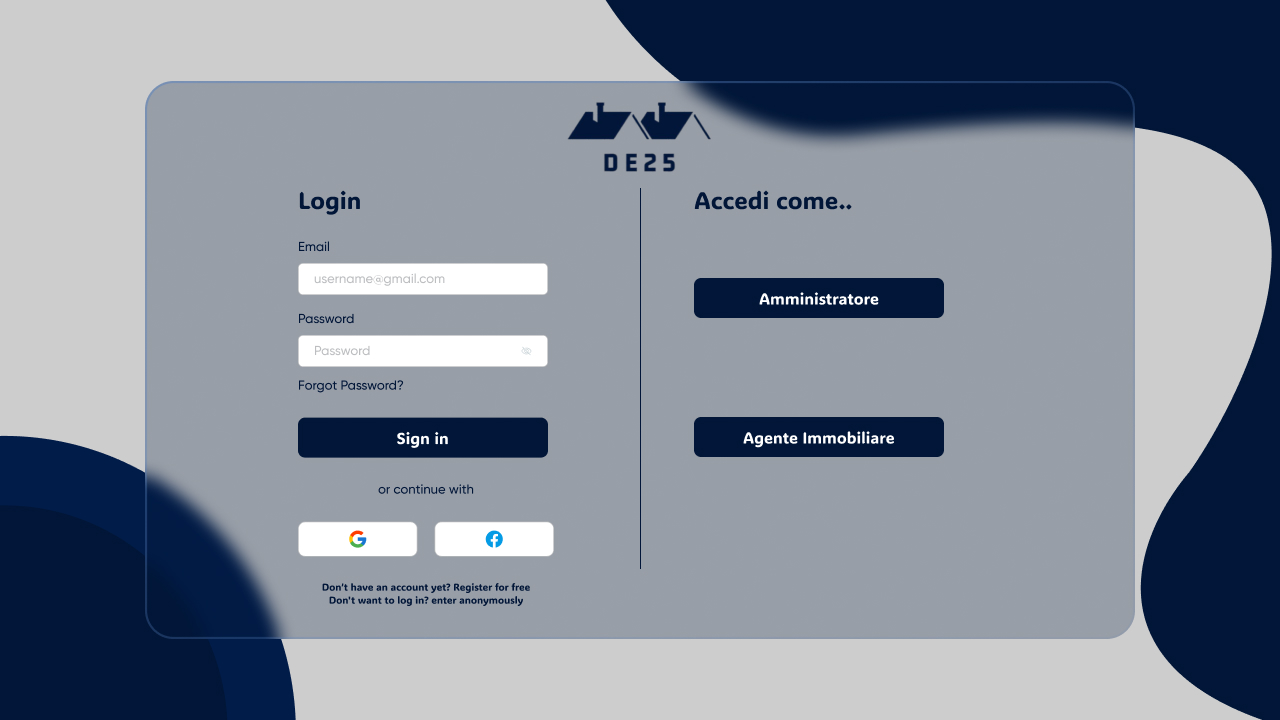 DE25
Login
Email
username@gmail.com
Password
Password
Forgot Password?
Sign in
or continue with
Don't have an account yet? Register for free
Don't want to log in? enter anonymously
Accedi come..
Amministratore
Agente Immobiliare